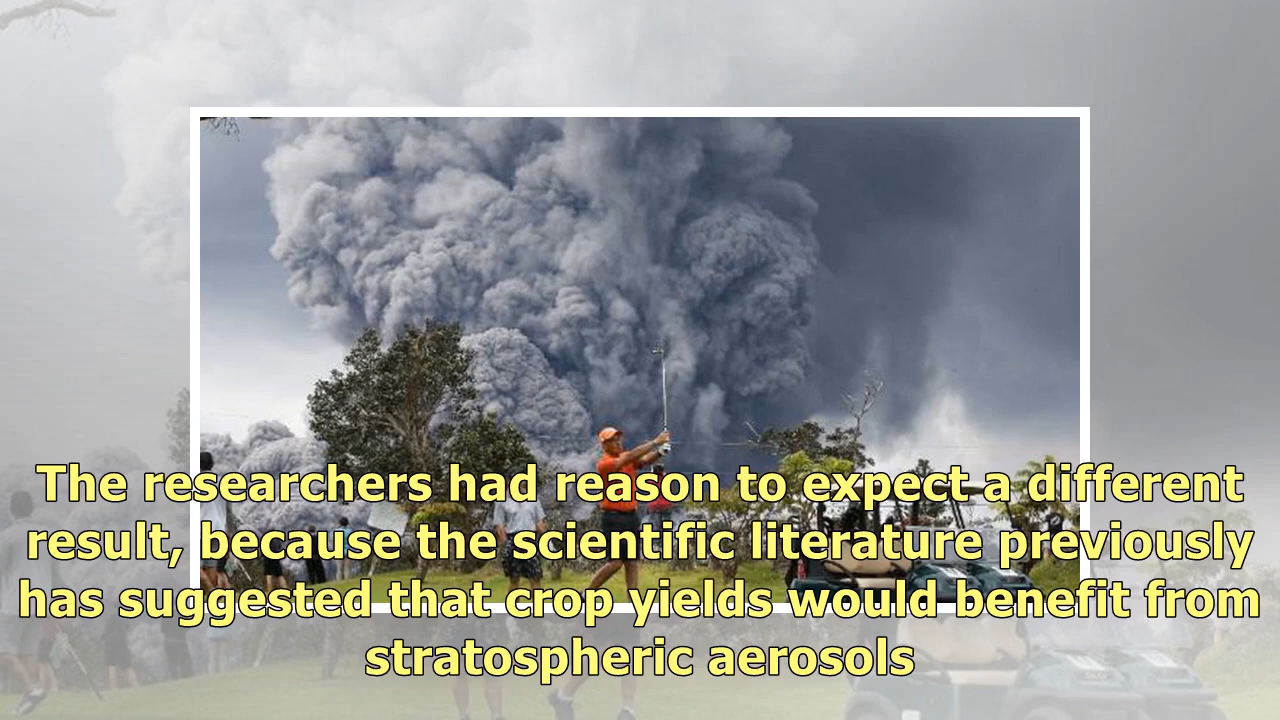 The researchers had reason to expect a different
result, because the scientific literature previously
has suggested that crop yields would benefit from
stratospheric aerosols